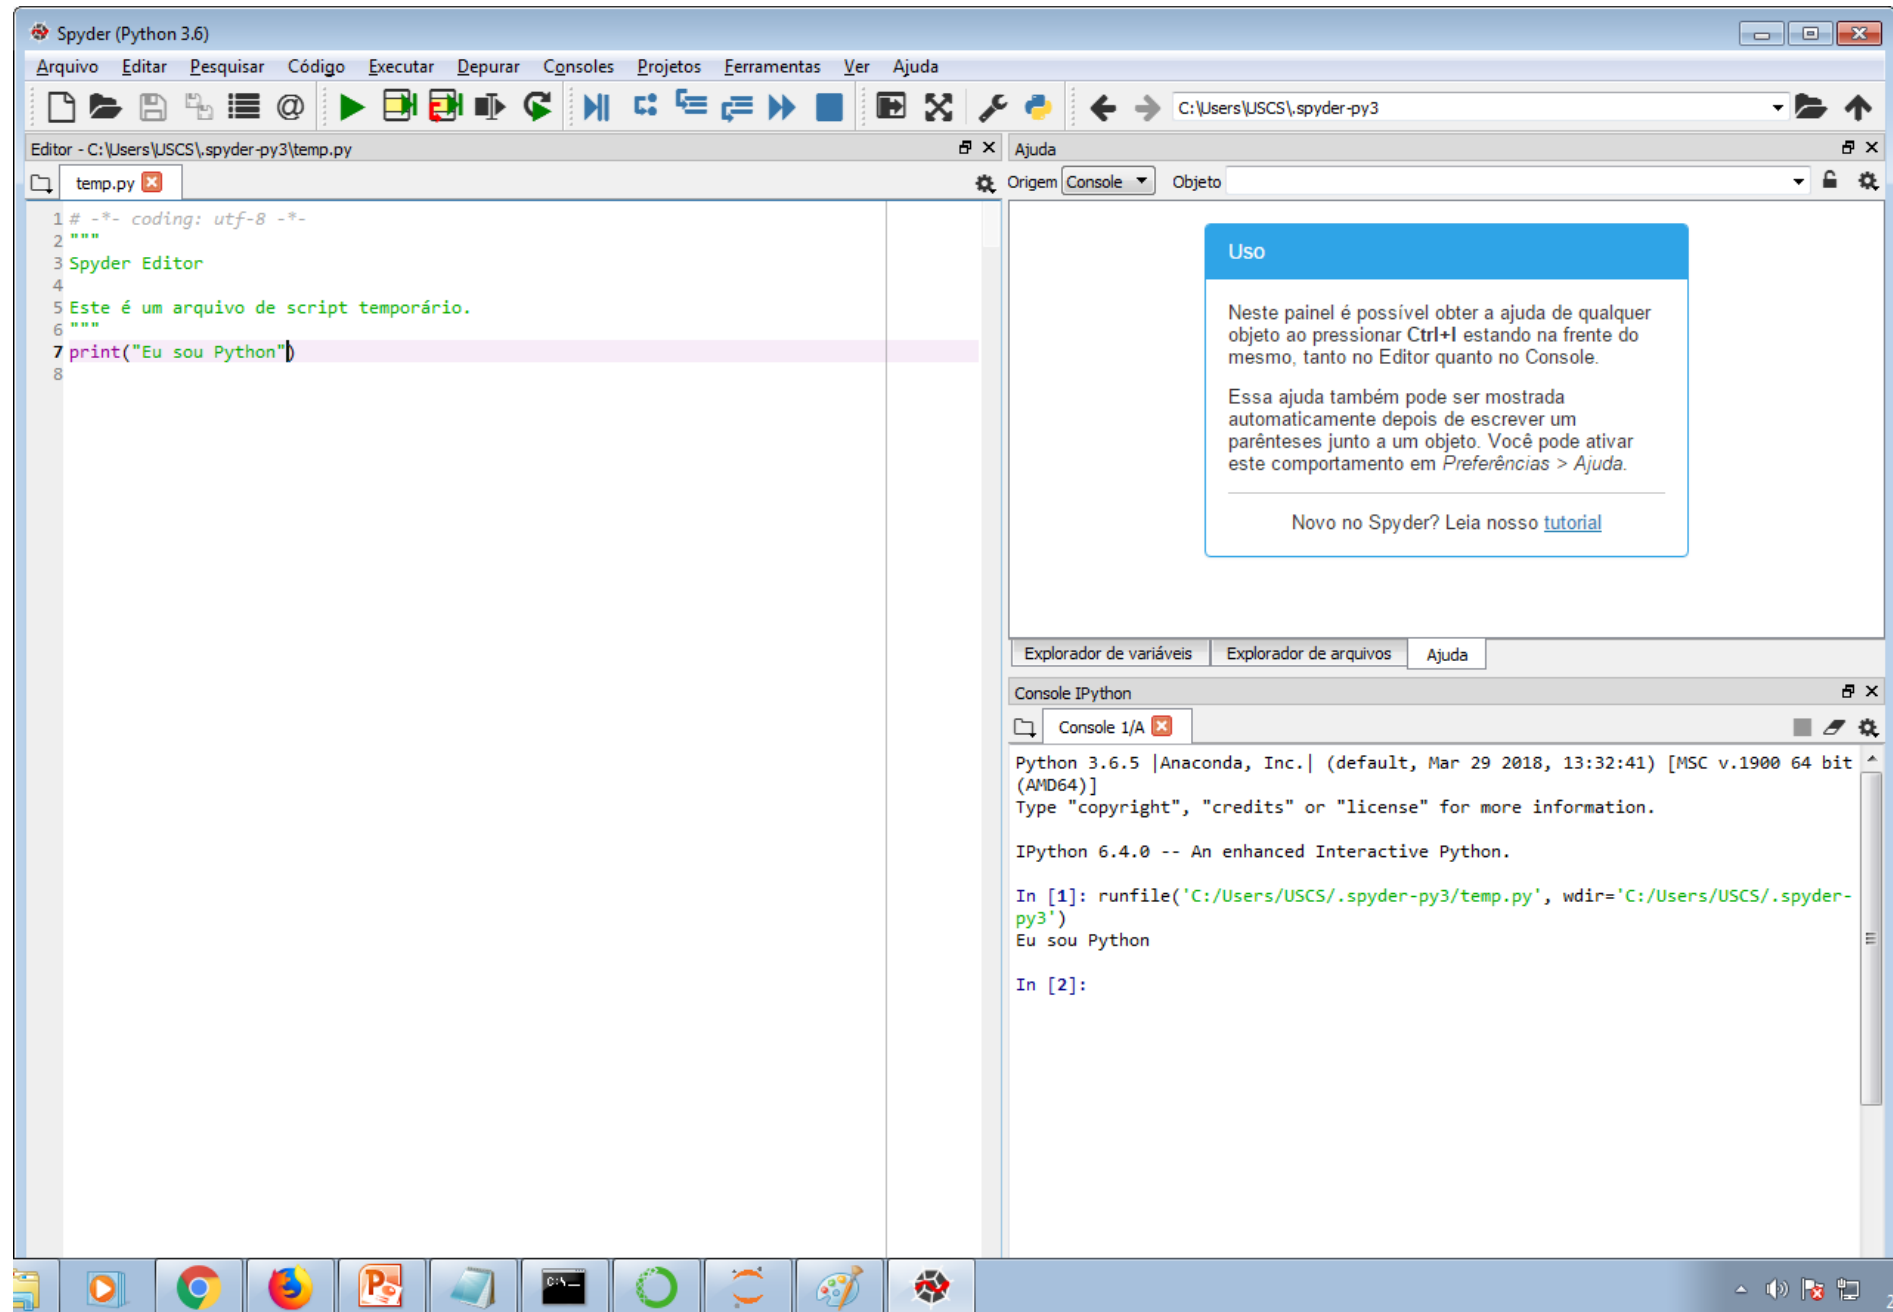 Spyder (Python 3.6)
Arquivo Editar Pesquisar Código Executar Depurar Consoles Projetos Ferramentas Ver Ajuda
C:\Users\USCS\.spyder-py3
Editor - C:\Users\USCS\.spyder-py3\temp.py
temp.py
1 # -*- coding: utf-8 -*-
2 """
3 Spyder Editor
4
5 Este é um arquivo de script temporário.
6 """
7 print("Eu sou Python")
8
Ajuda
Origem Console Objeto
Uso
Neste painel é possível obter a ajuda de qualquer
objeto ao pressionar Ctrl+I estando na frente do
mesmo, tanto no Editor quanto no Console.
Essa ajuda também pode ser mostrada
automaticamente depois de escrever um
parênteses junto a um objeto. Você pode ativar
este comportamento em Preferências > Ajuda.
Novo no Spyder? Leia nosso tutorial
Explorador de variáveis Explorador de arquivos Ajuda
Console IPython
Console 1/A
Python 3.6.5 |Anaconda, Inc.| (default, Mar 29 2018, 13:32:41) [MSC v.1900 64 bit
(AMD64)]
Type "copyright", "credits" or "license" for more information.
IPython 6.4.0 -- An enhanced Interactive Python.
In [1]: runfile('C:/Users/USCS/.spyder-py3/temp.py', wdir='C:/Users/USCS/.spyder-
py3')
Eu sou Python
In [2]: